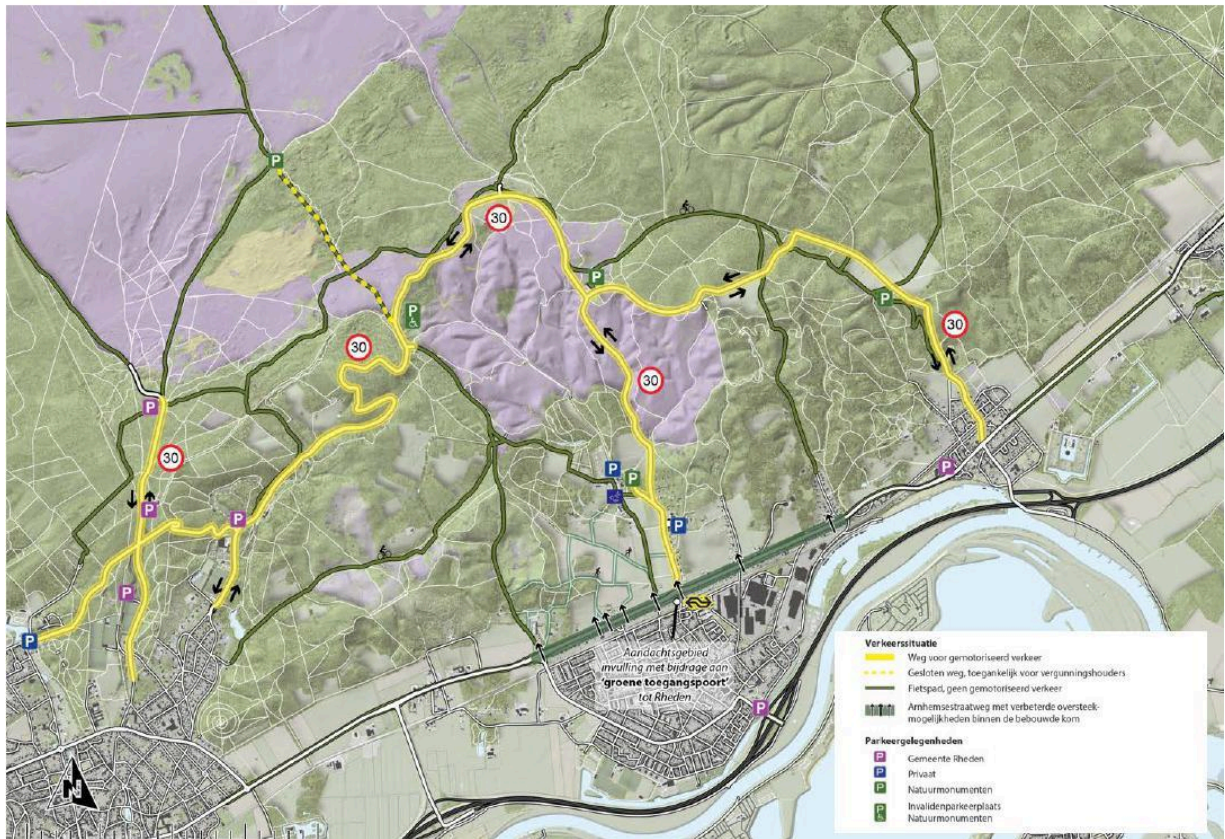 P
30
30
P
P
P
30
P
30
30
P
P
P
P
P
P
P
P
P
Aandachtsgebied
invulling met bijdrage aan
'groene toegangspoort'
tot Rheden
P
N
Verkeerssituatie
Weg voor gemotoriseerd verkeer
Gesloten weg, toegankelijk voor vergunninghouders
Fietspad, geen gemotoriseerd verkeer
Arnhemsestraatweg met verbeterde oversteek-
mogelijkheden binnen de bebouwde kom
Parkeergelegenheden
P Gemeente Rheden
P Privaat
P Natuurmonumenten
P Invalidenparkeerplaats
Natuurmonumenten